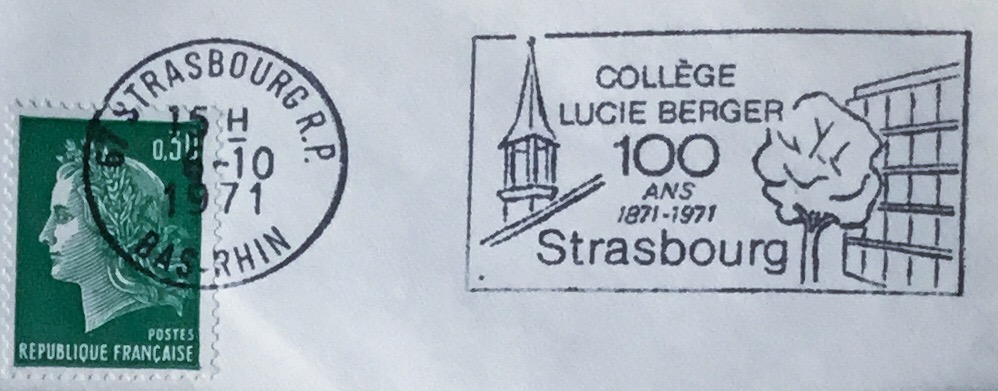 67 STRASBOURG R.P.
15 H
-10
1971
BAS-RHIN
0,30
POSTES
REPUBLIQUE FRANÇAISE
COLLÈGE
LUCIE BERGER
100
ANS
1871-1971
Strasbourg